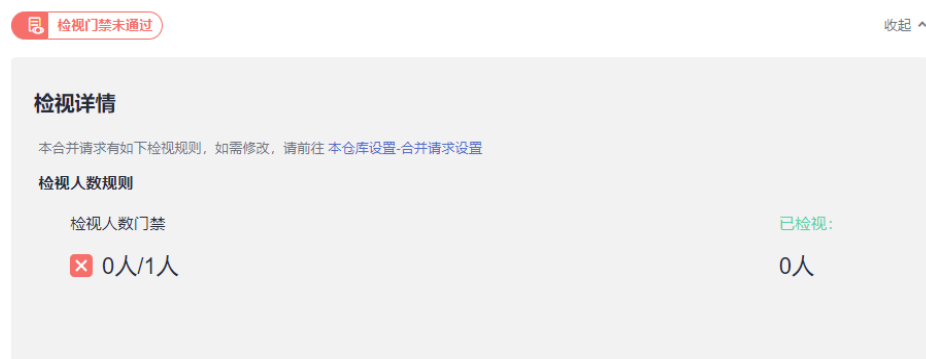 检视门禁未通过
收起
检视详情
本合并请求有如下检视规则，如需修改，请前往 本仓库设置-合并请求设置
检视人数规则
检视人数门禁
已检视：
0人/1人
0人